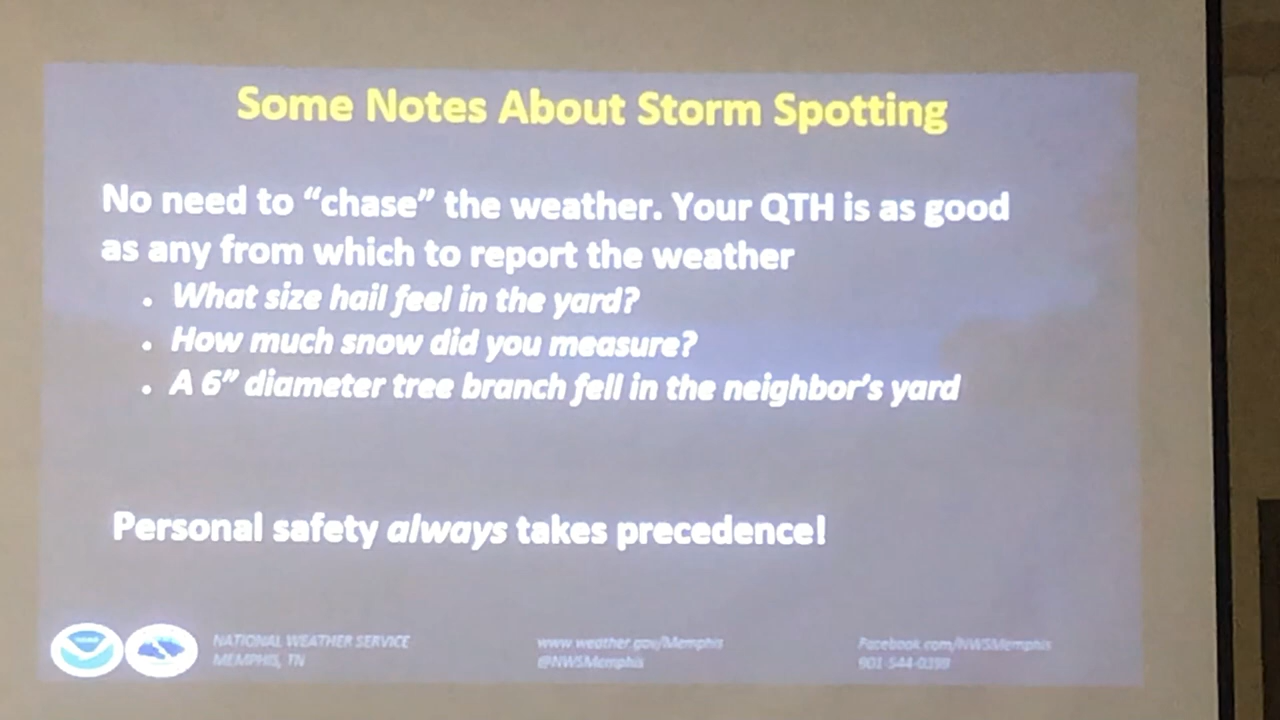 Some Notes About Storm Spotting
No need to “chase” the weather. Your QTH is as good
as any from which to report the weather
• What size hail feel in the yard?
• How much snow did you measure?
• A 6” diameter tree branch fell in the neighbor’s yard
Personal safety always takes precedence!
NATIONAL WEATHER SERVICE
MEMPHIS, TN
www.weather.gov/Memphis
@NWSMemphis
Facebook.com/NWSMemphis